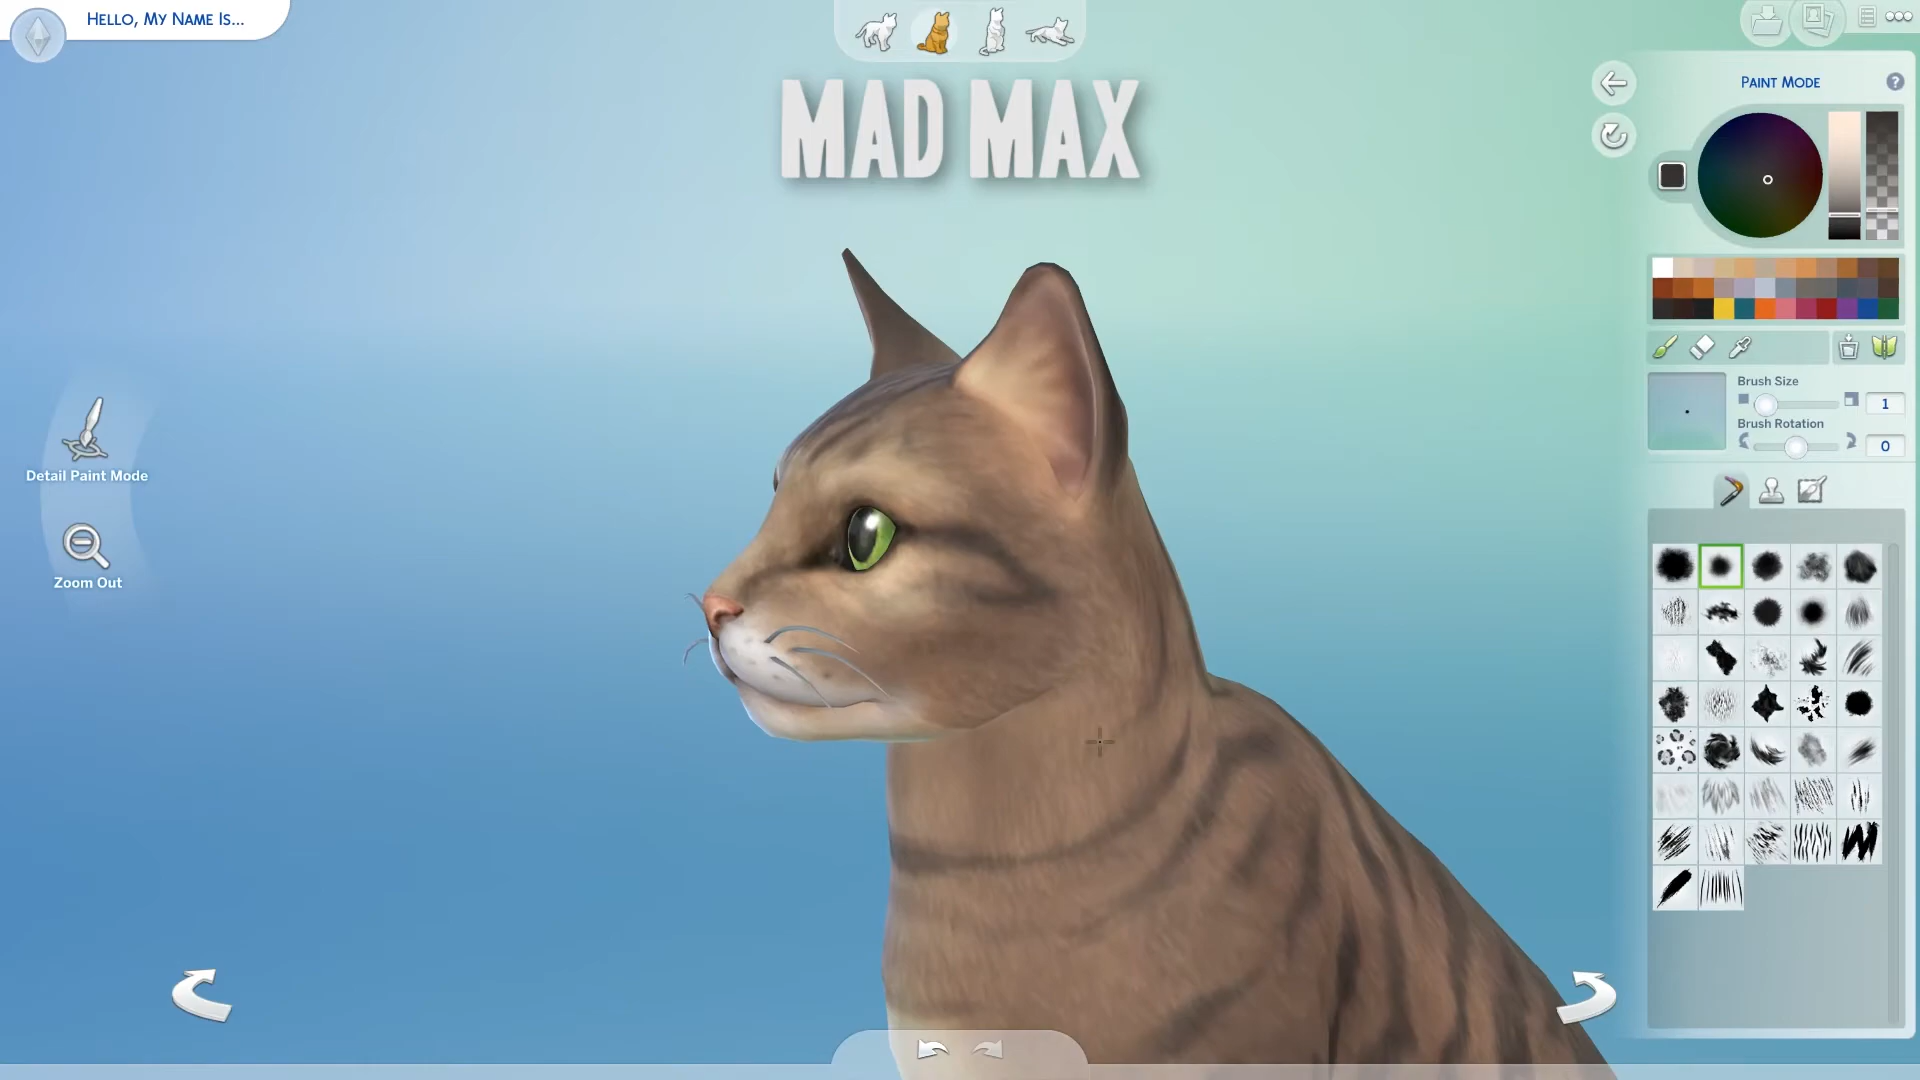 Hello, My Name Is...
MAD MAX
Paint Mode
?
Brush Size
1
Brush Rotation
0
Detail Paint Mode
Zoom Out